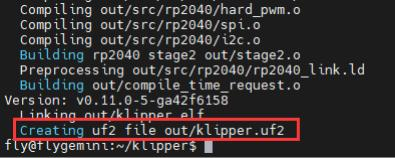 Compiling out/src/rp2040/hard_pwm.o
Compiling out/src/rp2040/spi.o
Compiling out/src/rp2040/i2c.o
Building rp2040 stage2 out/stage2.o
Preprocessing out/src/rp2040/rp2040_link.ld
Building out/compile_time_request.o
Version: v0.11.0-5-ga42f6158
Linking out/klipper.elf
Creating uf2 file out/klipper.uf2
fly@flygemini:~/klipper$